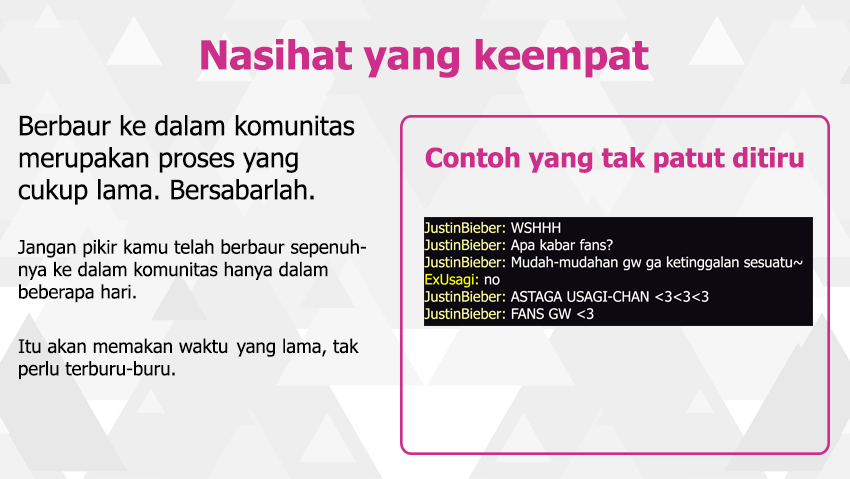 Nasihat yang keempat
Berbaur ke dalam komunitas
merupakan proses yang
cukup lama. Bersabarlah.
Jangan pikir kamu telah berbaur sepenuh-
nya ke dalam komunitas hanya dalam
beberapa hari.
Itu akan memakan waktu yang lama, tak
perlu terburu-buru.
Contoh yang tak patut ditiru
JustinBieber: WSHHH
JustinBieber: Apa kabar fans?
JustinBieber: Mudah-mudahan gw ga ketinggalan sesuatu~
ExUsagi: no
JustinBieber: ASTAGA USAGI-CHAN <3<3<3
JustinBieber: FANS GW <3